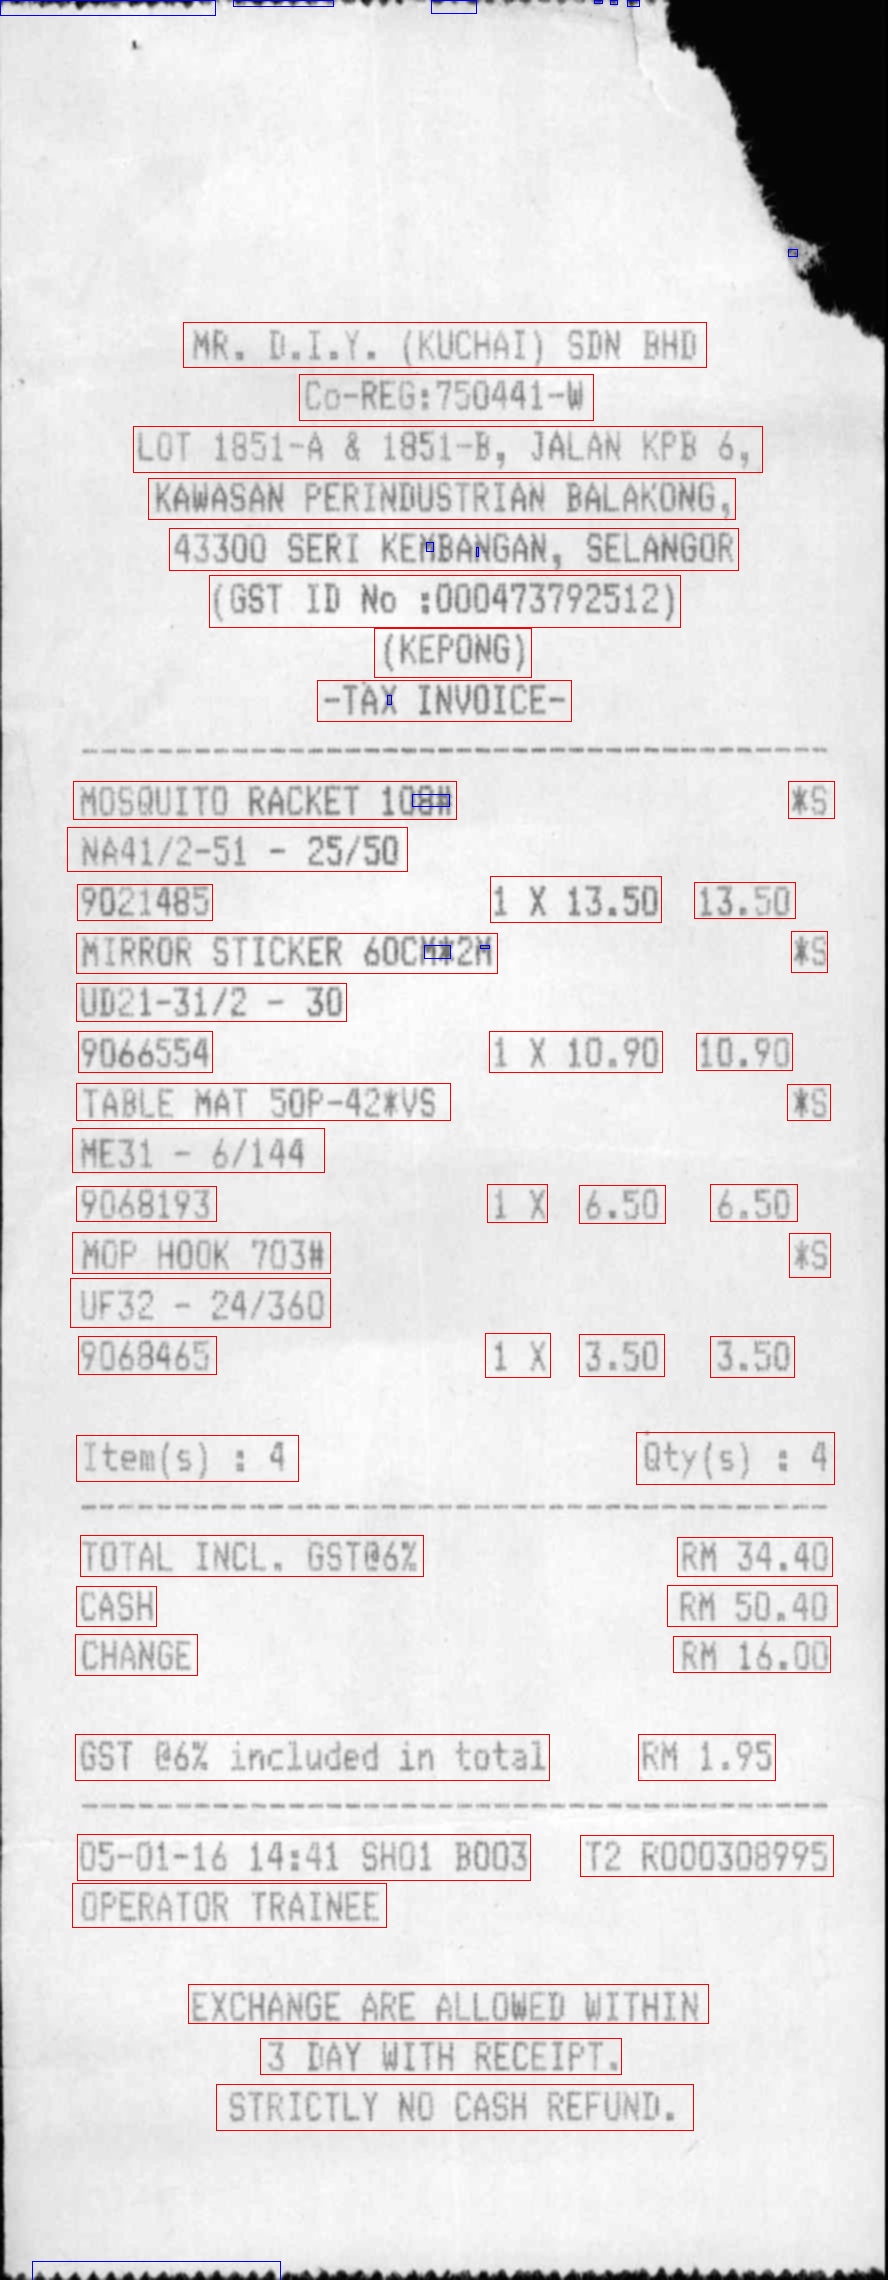 MR. D.I.Y. (KUCHAI) SDN BHD
Co-REG:750441-W
LOT 1851-A & 1851-B, JALAN KPB 6,
KAWASAN PERINDUSTRIAN BALAKONG,
43300 SERI KEMBANGAN, SELANGOR
(GST ID No :000473792512)
(KEPONG)
-TAX INVOICE-
MOSQUITO RACKET 108# *S
NA41/2-51 - 25/50
9021485 1 X 13.50 13.50
MIRROR STICKER 60CM*2M *S
UD21-31/2 - 30
9066554 1 X 10.90 10.90
TABLE MAT 50P-42*VS *S
ME31 - 6/144
9068193 1 X 6.50 6.50
MOP HOOK 703# *S
UF32 - 24/360
9068465 1 X 3.50 3.50
Item(s) : 4 Qty(s) : 4
TOTAL INCL. GST@6% RM 34.40
CASH RM 50.40
CHANGE RM 16.00
GST @6% included in total RM 1.95
05-01-16 14:41 SH01 B003 T2 R000308995
OPERATOR TRAINEE
EXCHANGE ARE ALLOWED WITHIN
3 DAY WITH RECEIPT.
STRICTLY NO CASH REFUND.